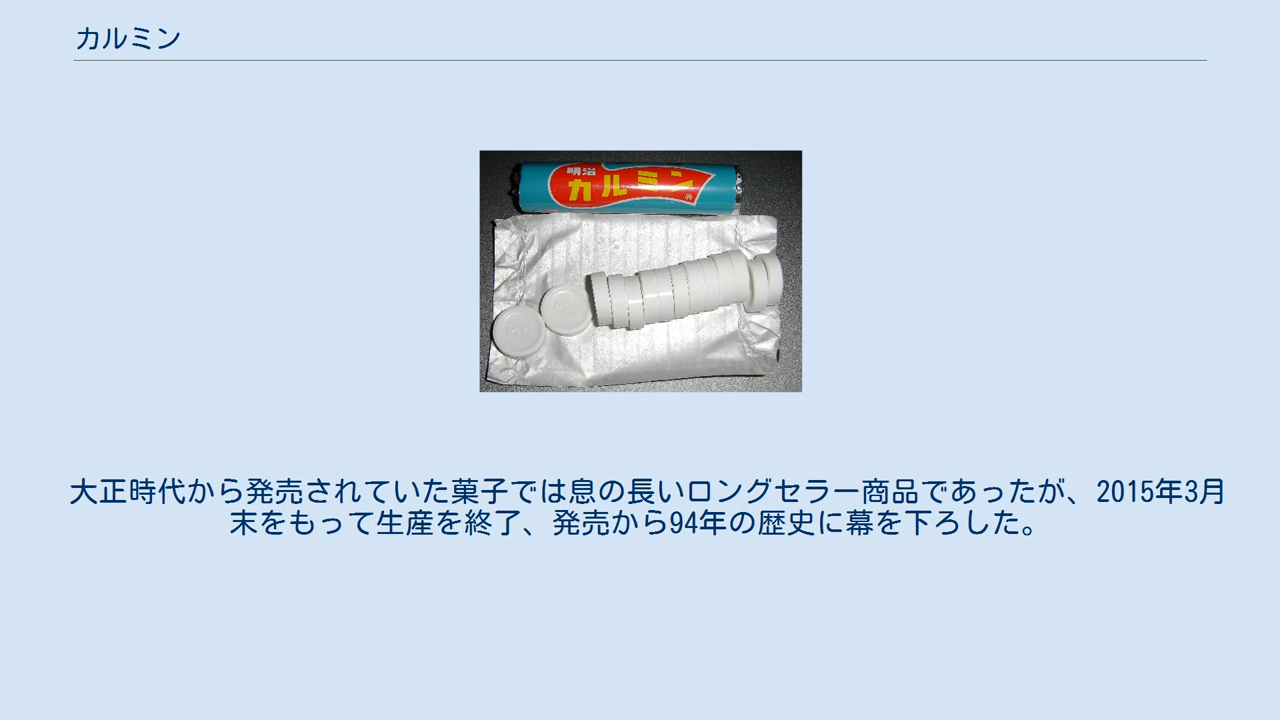 カルミン
明治
カルミン
®
大正時代から発売されていた菓子では息の長いロングセラー商品であったが、2015年3月
末をもって生産を終了、発売から94年の歴史に幕を下ろした。